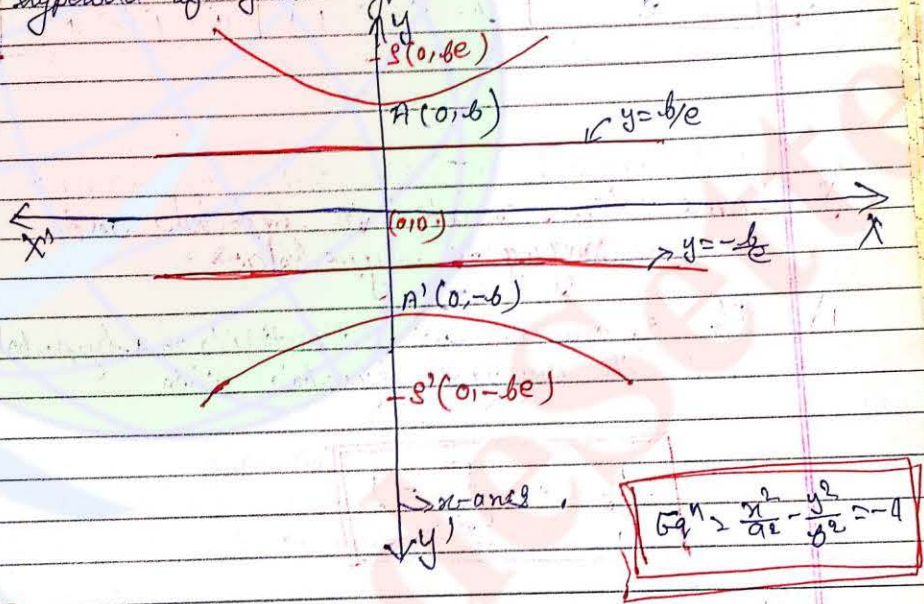 y
S(0, be)
A(0, b)
y = b/e
(0,0)
X'
X
y = -b/e
A'(0, -b)
S'(0, -be)
x-axis
y'
Eqⁿ > x²/a² - y²/b² = -1